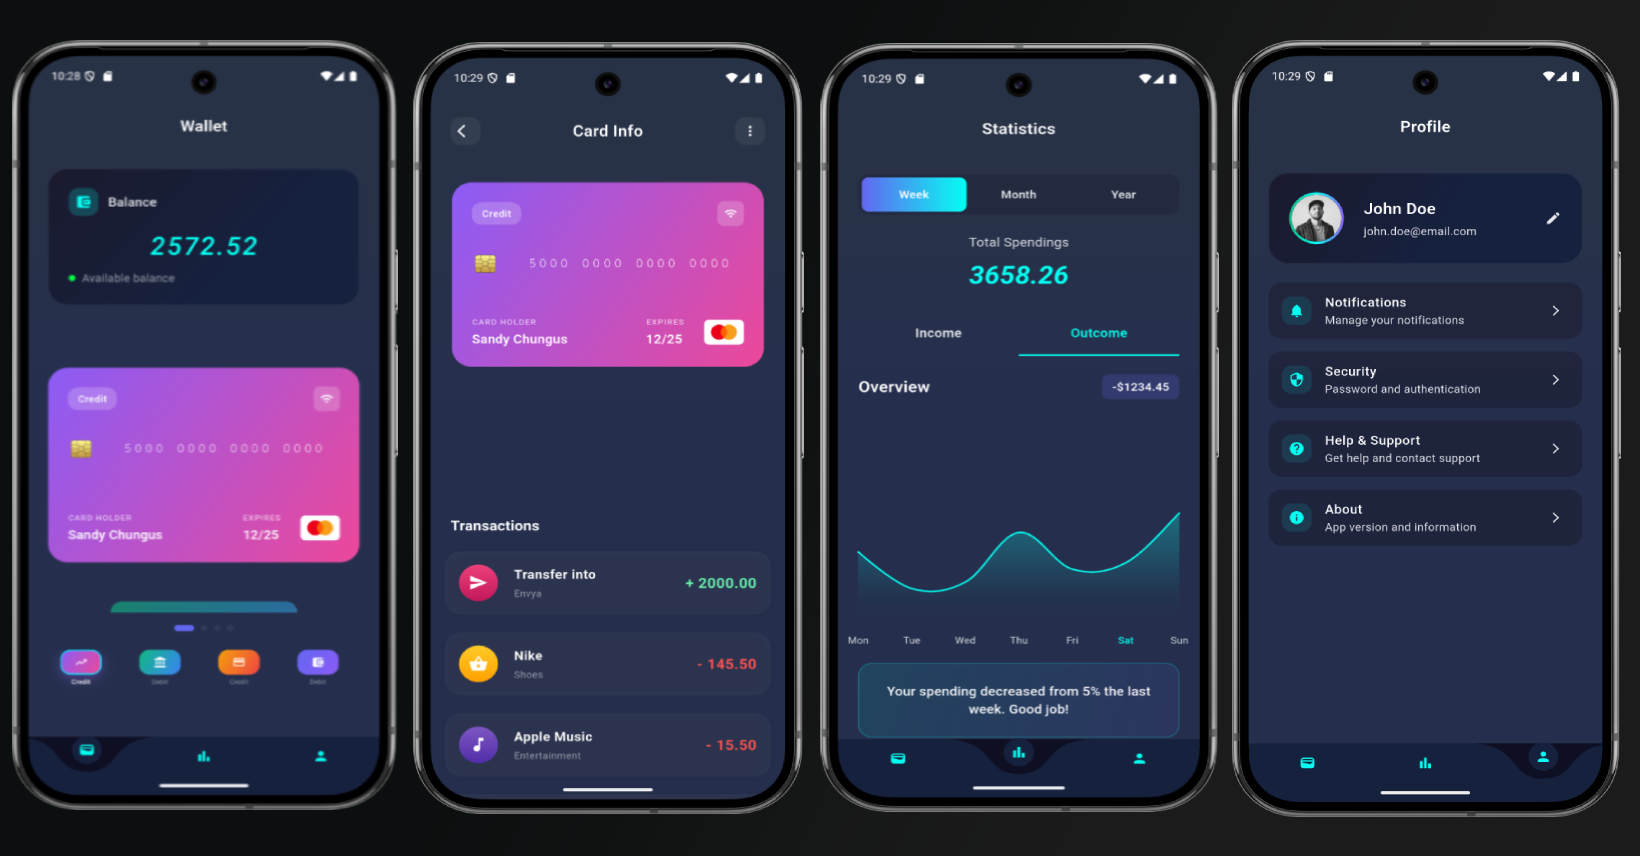 10:28
Wallet
Balance
2572.52
Available balance
Credit
5000 0000 0000 0000
CARD HOLDER
EXPIRES
Sandy Chungus
12/25
Credit
Debit
Credit
Debit
10:29
Card Info
Credit
5000 0000 0000 0000
CARD HOLDER
EXPIRES
Sandy Chungus
12/25
Transactions
Transfer into
+ 2000.00
Envya
Nike
- 145.50
Shoes
Apple Music
- 15.50
Entertainment
10:29
Statistics
Week Month Year
Total Spendings
3658.26
Income Outcome
Overview
-$1234.45
Mon Tue Wed Thu Fri Sat Sun
Your spending decreased from 5% the last
week. Good job!
10:29
Profile
John Doe
john.doe@email.com
Notifications
Manage your notifications
Security
Password and authentication
Help & Support
Get help and contact support
About
App version and information